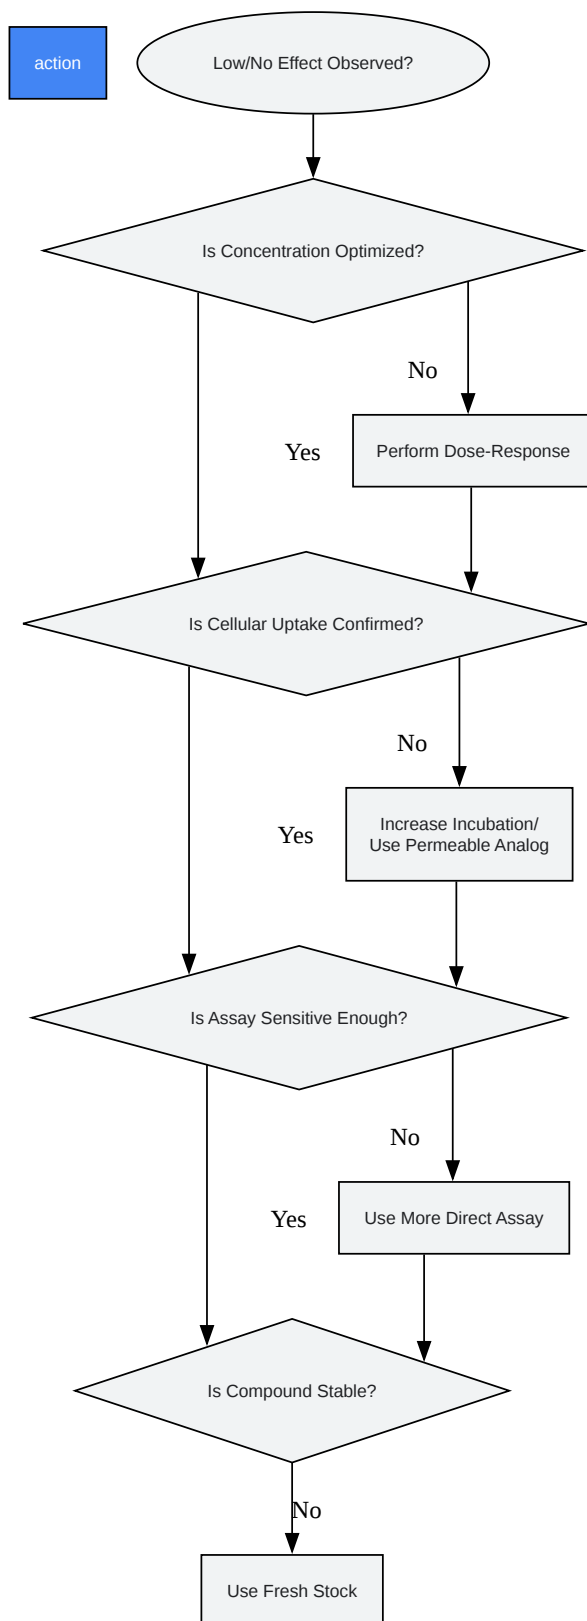 action
Low/No Effect Observed?
Is Concentration Optimized?
No
Yes
Perform Dose-Response
Is Cellular Uptake Confirmed?
No
Yes
Increase Incubation/
Use Permeable Analog
Is Assay Sensitive Enough?
No
Yes
Use More Direct Assay
Is Compound Stable?
No
Use Fresh Stock